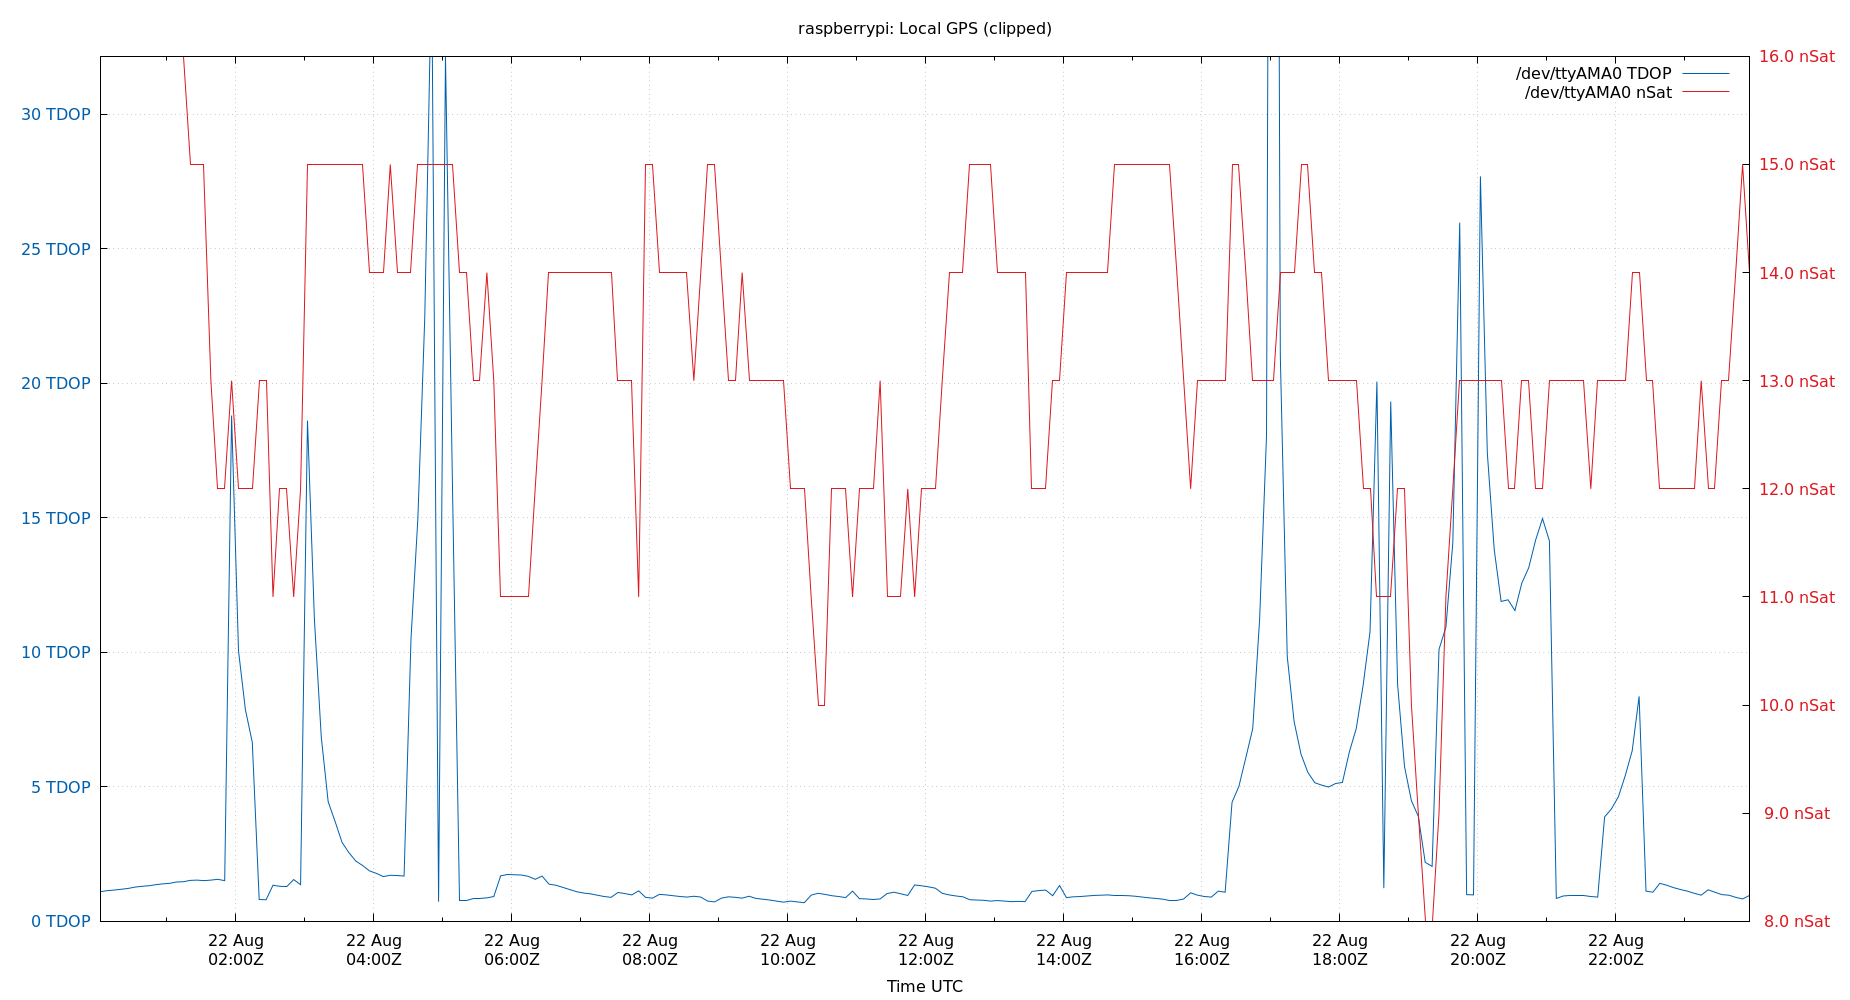 raspberrypi: Local GPS (clipped)
16.0 nSat
/dev/ttyAMA0 TDOP
/dev/ttyAMA0 nSat
30 TDOP
15.0 nSat
25 TDOP
14.0 nSat
20 TDOP
13.0 nSat
12.0 nSat
15 TDOP
11.0 nSat
10 TDOP
10.0 nSat
5 TDOP
9.0 nSat
0 TDOP
8.0 nSat
22 Aug 22 Aug 22 Aug 22 Aug 22 Aug 22 Aug 22 Aug 22 Aug 22 Aug 22 Aug 22 Aug
02:00Z 04:00Z 06:00Z 08:00Z 10:00Z 12:00Z 14:00Z 16:00Z 18:00Z 20:00Z 22:00Z
Time UTC